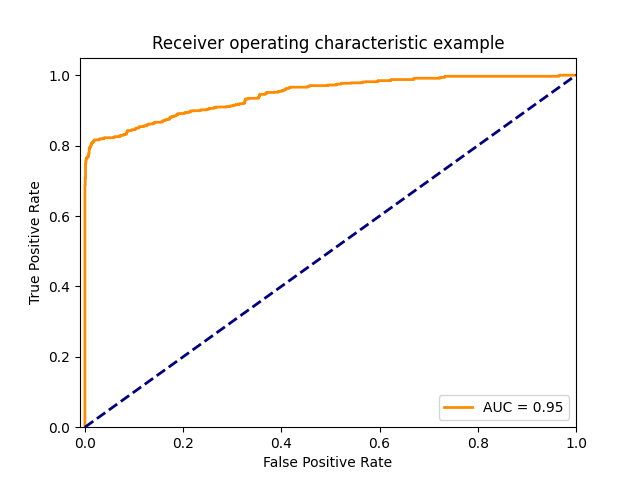 Receiver operating characteristic example
1.0
0.8
0.6
0.4
0.2
0.0
True Positive Rate
AUC = 0.95
0.0 0.2 0.4 0.6 0.8 1.0
False Positive Rate